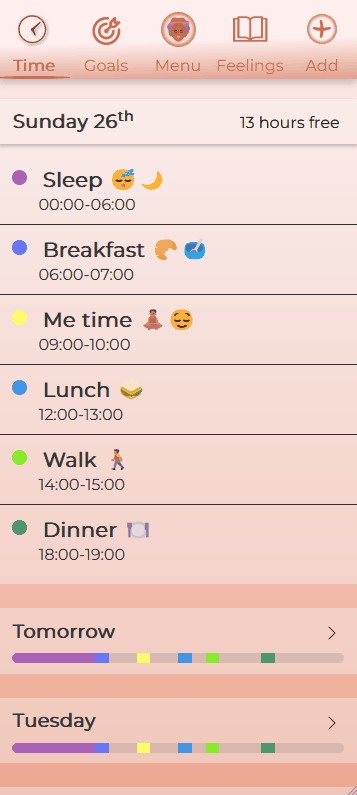 Time Goals Menu Feelings Add
Sunday 26th 13 hours free
Sleep 😴 🌙
00:00-06:00
Breakfast 🥐 🥣
06:00-07:00
Me time 🧘🏾 😌
09:00-10:00
Lunch 🥪
12:00-13:00
Walk 🚶🏾
14:00-15:00
Dinner 🍽️
18:00-19:00
Tomorrow
Tuesday